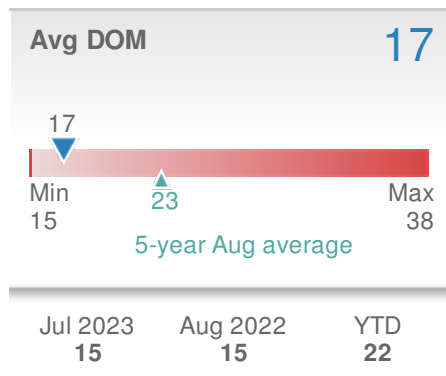 Avg DOM 17
17
Min Max
15 23 38
5-year Aug average
Jul 2023 Aug 2022 YTD
15 15 22